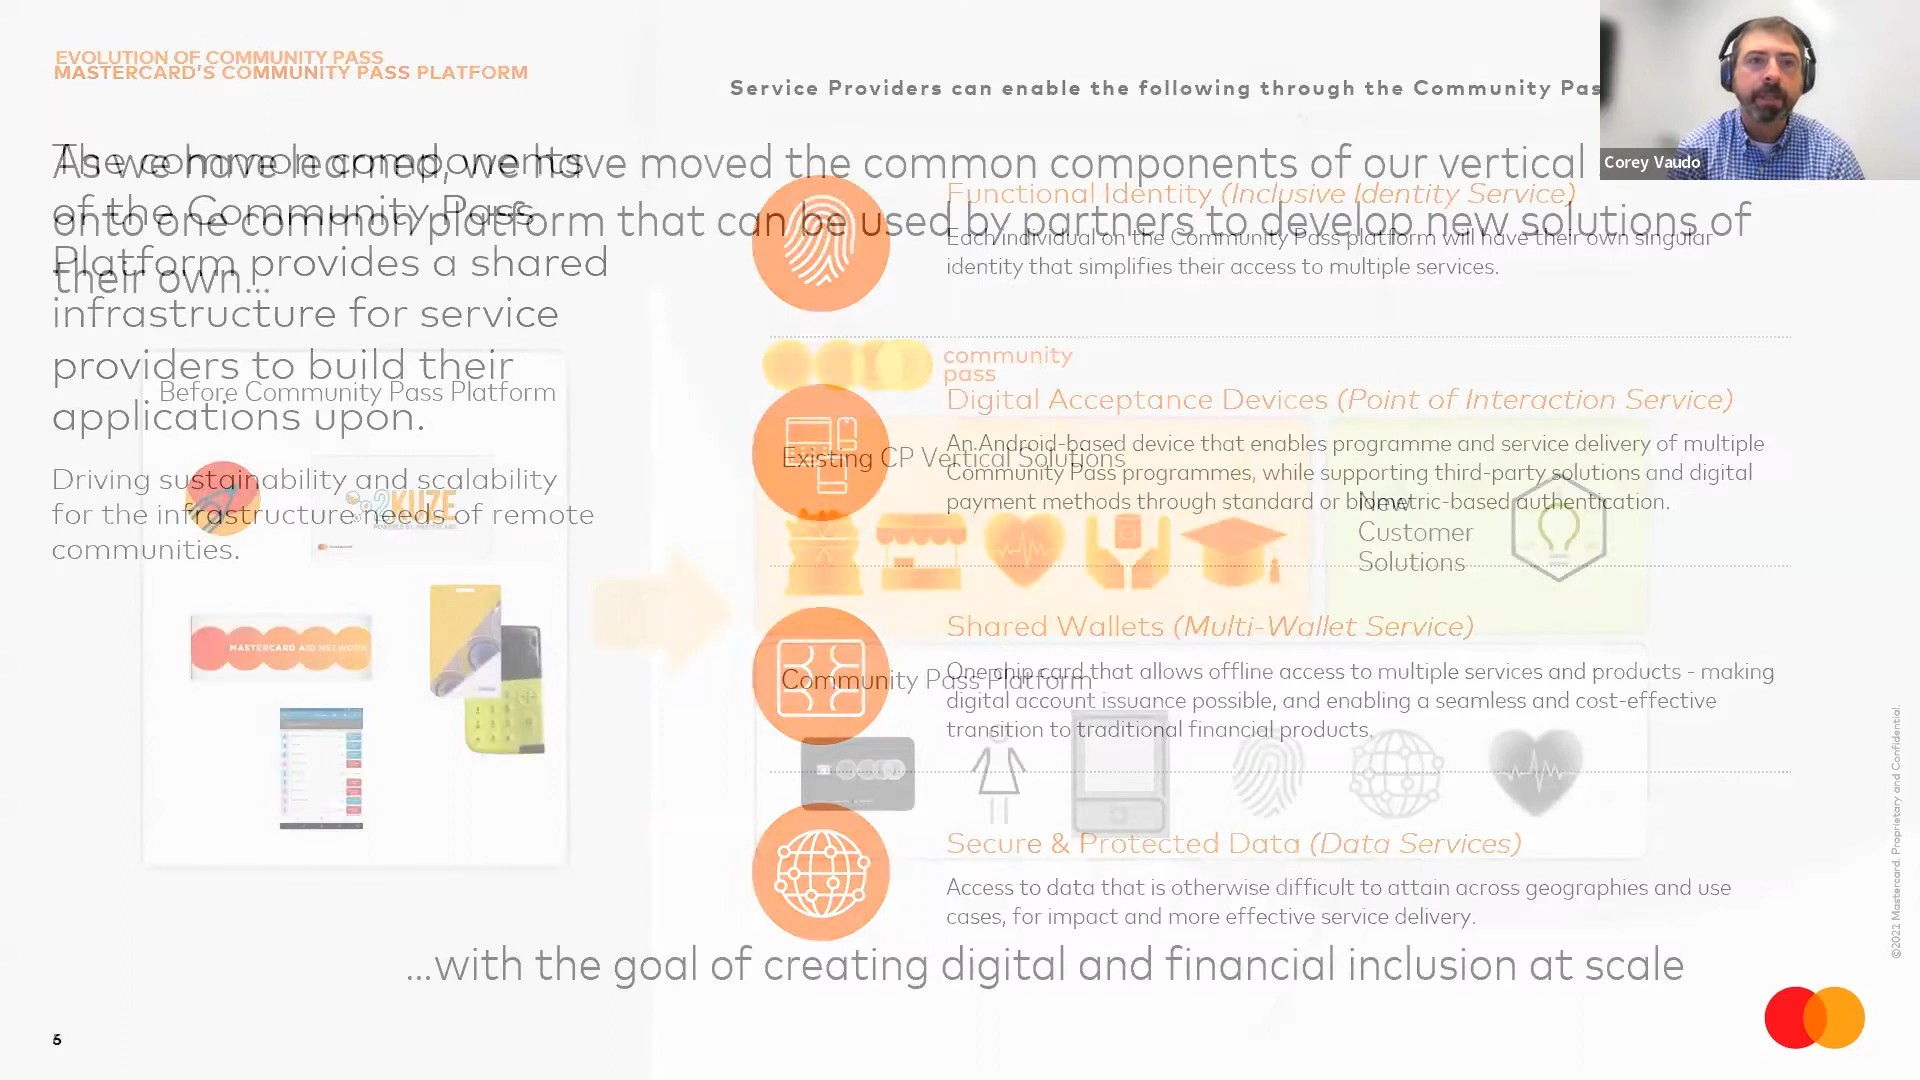 EVOLUTION OF COMMUNITY PASS
MASTERCARD'S COMMUNITY PASS PLATFORM
Service Providers can enable the following through the Community Pas
Corey Vaudo
As we have learned, we have moved the common components of our vertical
onto one common platform that can be used by partners to develop new solutions of
their own...
The common components
of the Community Pass
Platform provides a shared
infrastructure for service
providers to build their
applications upon.
Driving sustainability and scalability
for the infrastructure needs of remote
communities.
Before Community Pass Platform
2KUZE
MASTERCARD AID NETWORK
community
pass
Existing CP Vertical Solutions
New
Customer
Solutions
Community Pass Platform
Functional Identity (Inclusive Identity Service)
Each individual on the Community Pass platform will have their own singular
identity that simplifies their access to multiple services.
Digital Acceptance Devices (Point of Interaction Service)
An Android-based device that enables programme and service delivery of multiple
Community Pass programmes, while supporting third-party solutions and digital
payment methods through standard or biometric-based authentication.
Shared Wallets (Multi-Wallet Service)
One chip card that allows offline access to multiple services and products - making
digital account issuance possible, and enabling a seamless and cost-effective
transition to traditional financial products.
Secure & Protected Data (Data Services)
Access to data that is otherwise difficult to attain across geographies and use
cases, for impact and more effective service delivery.
...with the goal of creating digital and financial inclusion at scale
©2021 Mastercard. Proprietary and Confidential.